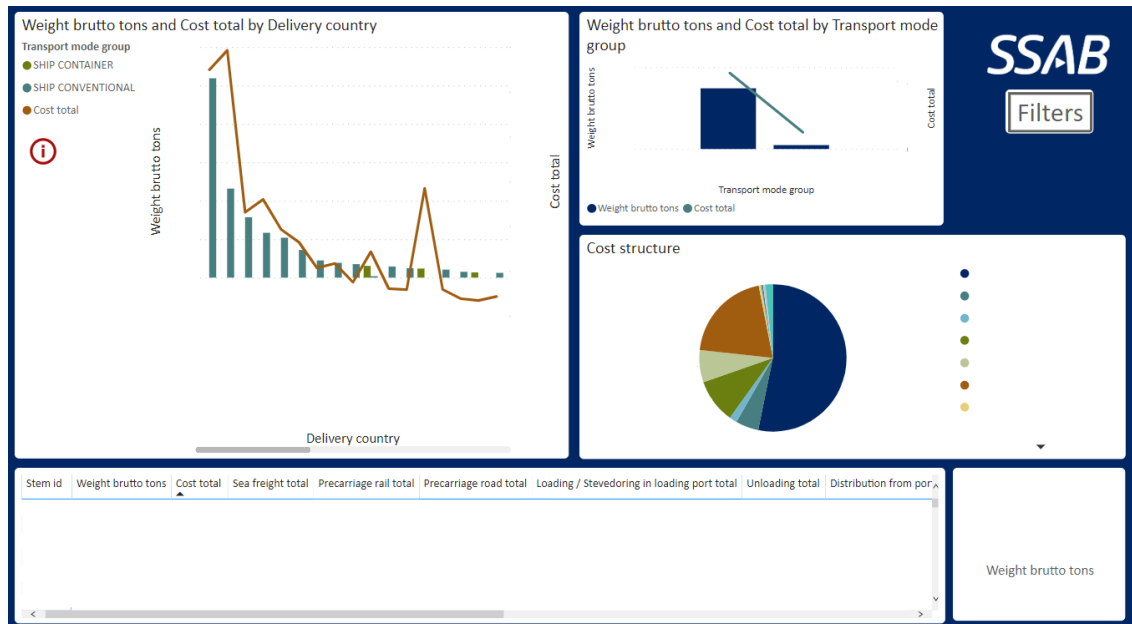 Weight brutto tons and Cost total by Delivery country
Transport mode group
SHIP CONTAINER
SHIP CONVENTIONAL
Cost total
Weight brutto tons
Cost total
Delivery country
Weight brutto tons and Cost total by Transport mode
group
Weight brutto tons
Cost total
Transport mode group
Weight brutto tons Cost total
SSAB
Filters
Cost structure
Stem id Weight brutto tons Cost total Sea freight total Precarriage rail total Precarriage road total Loading / Stevedoring in loading port total Unloading total Distribution from por
Weight brutto tons